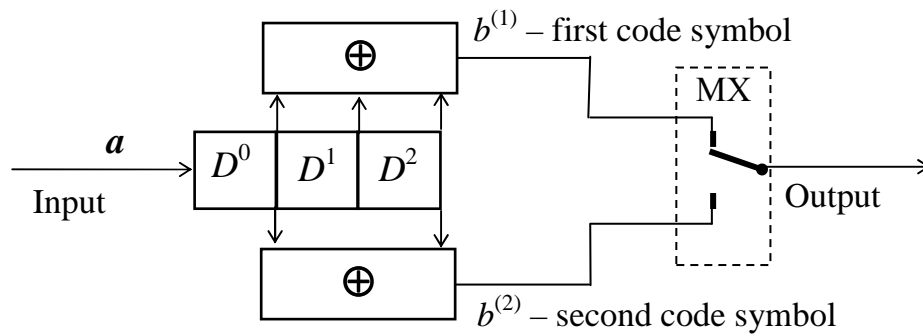 b⁽¹⁾ – first code symbol
⊕
MX
a
D⁰ D¹ D²
Input
Output
⊕
b⁽²⁾ – second code symbol